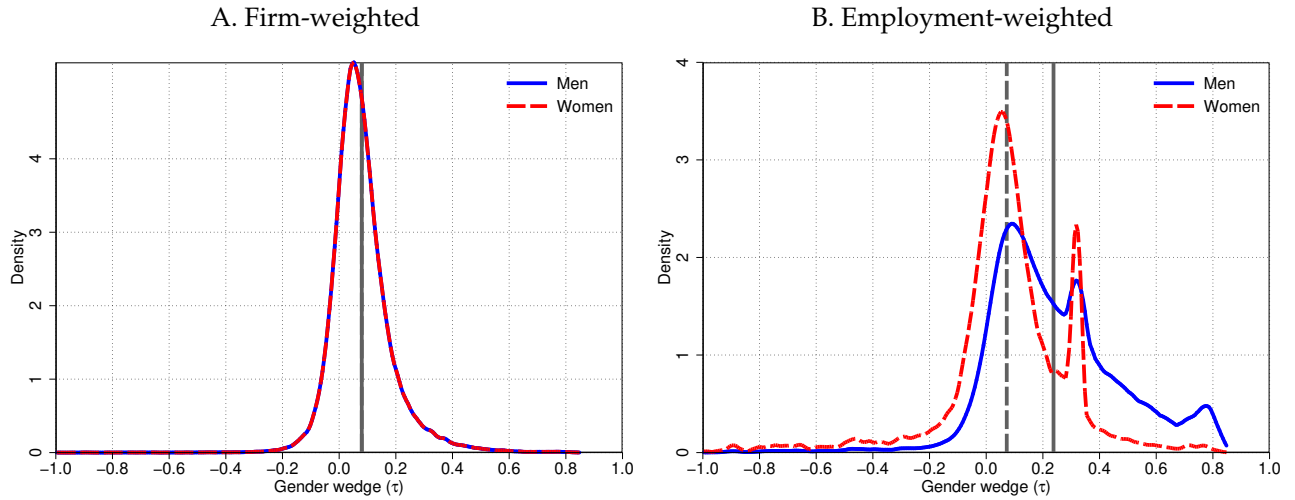 A. Firm-weighted
Men
Women
Density
0
1
2
3
4
−1.0 −0.8 −0.6 −0.4 −0.2 0.0 0.2 0.4 0.6 0.8 1.0
Gender wedge (τ)
B. Employment-weighted
Men
Women
Density
0
1
2
3
4
−1.0 −0.8 −0.6 −0.4 −0.2 0.0 0.2 0.4 0.6 0.8 1.0
Gender wedge (τ)